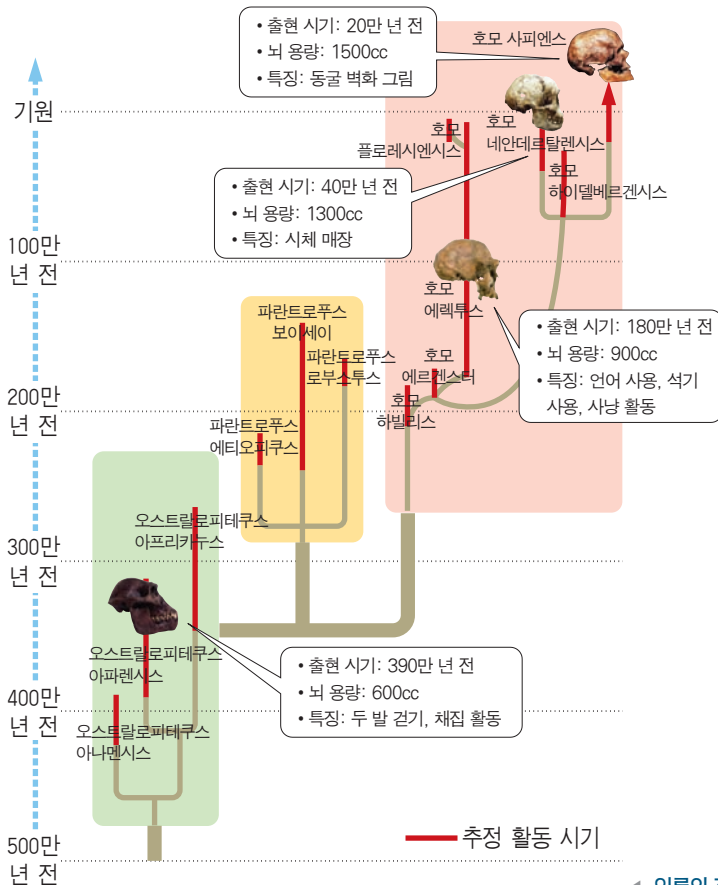 • 출현 시기: 20만 년 전
• 뇌 용량: 1500cc
• 특징: 동굴 벽화 그림
호모 사피엔스
기원
호모
플로레시엔시스
호모
네안데르탈렌시스
호모
하이델베르겐시스
• 출현 시기: 40만 년 전
• 뇌 용량: 1300cc
• 특징: 시체 매장
100만
년 전
호모
에렉투스
• 출현 시기: 180만 년 전
• 뇌 용량: 900cc
• 특징: 언어 사용, 석기
사용, 사냥 활동
파란트로푸스
보이세이
파란트로푸스
로부스투스
호모
에르가스터
호모
하빌리스
200만
년 전
파란트로푸스
에티오피쿠스
오스트랄로피테쿠스
아프리카누스
300만
년 전
오스트랄로피테쿠스
아파렌시스
• 출현 시기: 390만 년 전
• 뇌 용량: 600cc
• 특징: 두 발 걷기, 채집 활동
400만
년 전
오스트랄로피테쿠스
아나멘시스
추정 활동 시기
500만
년 전